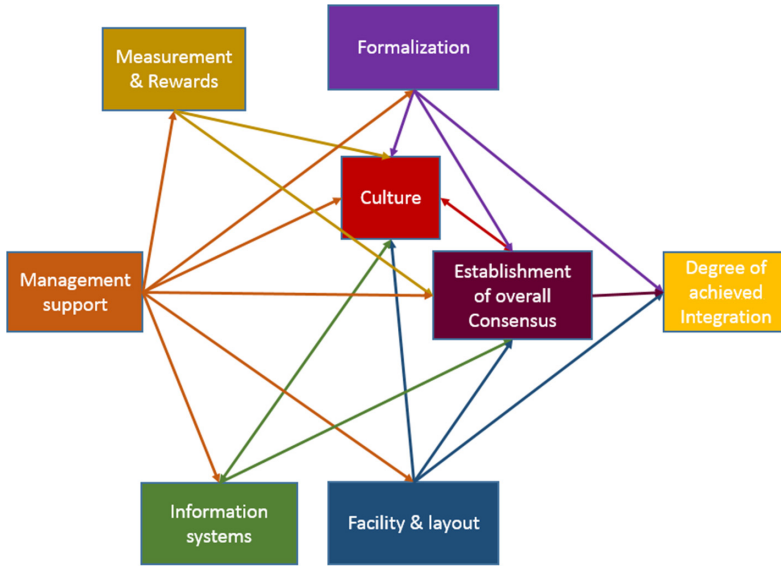 Formalization
Measurement
& Rewards
Culture
Management
support
Establishment
of overall
Consensus
Degree of
achieved
Integration
Information
systems
Facility & layout